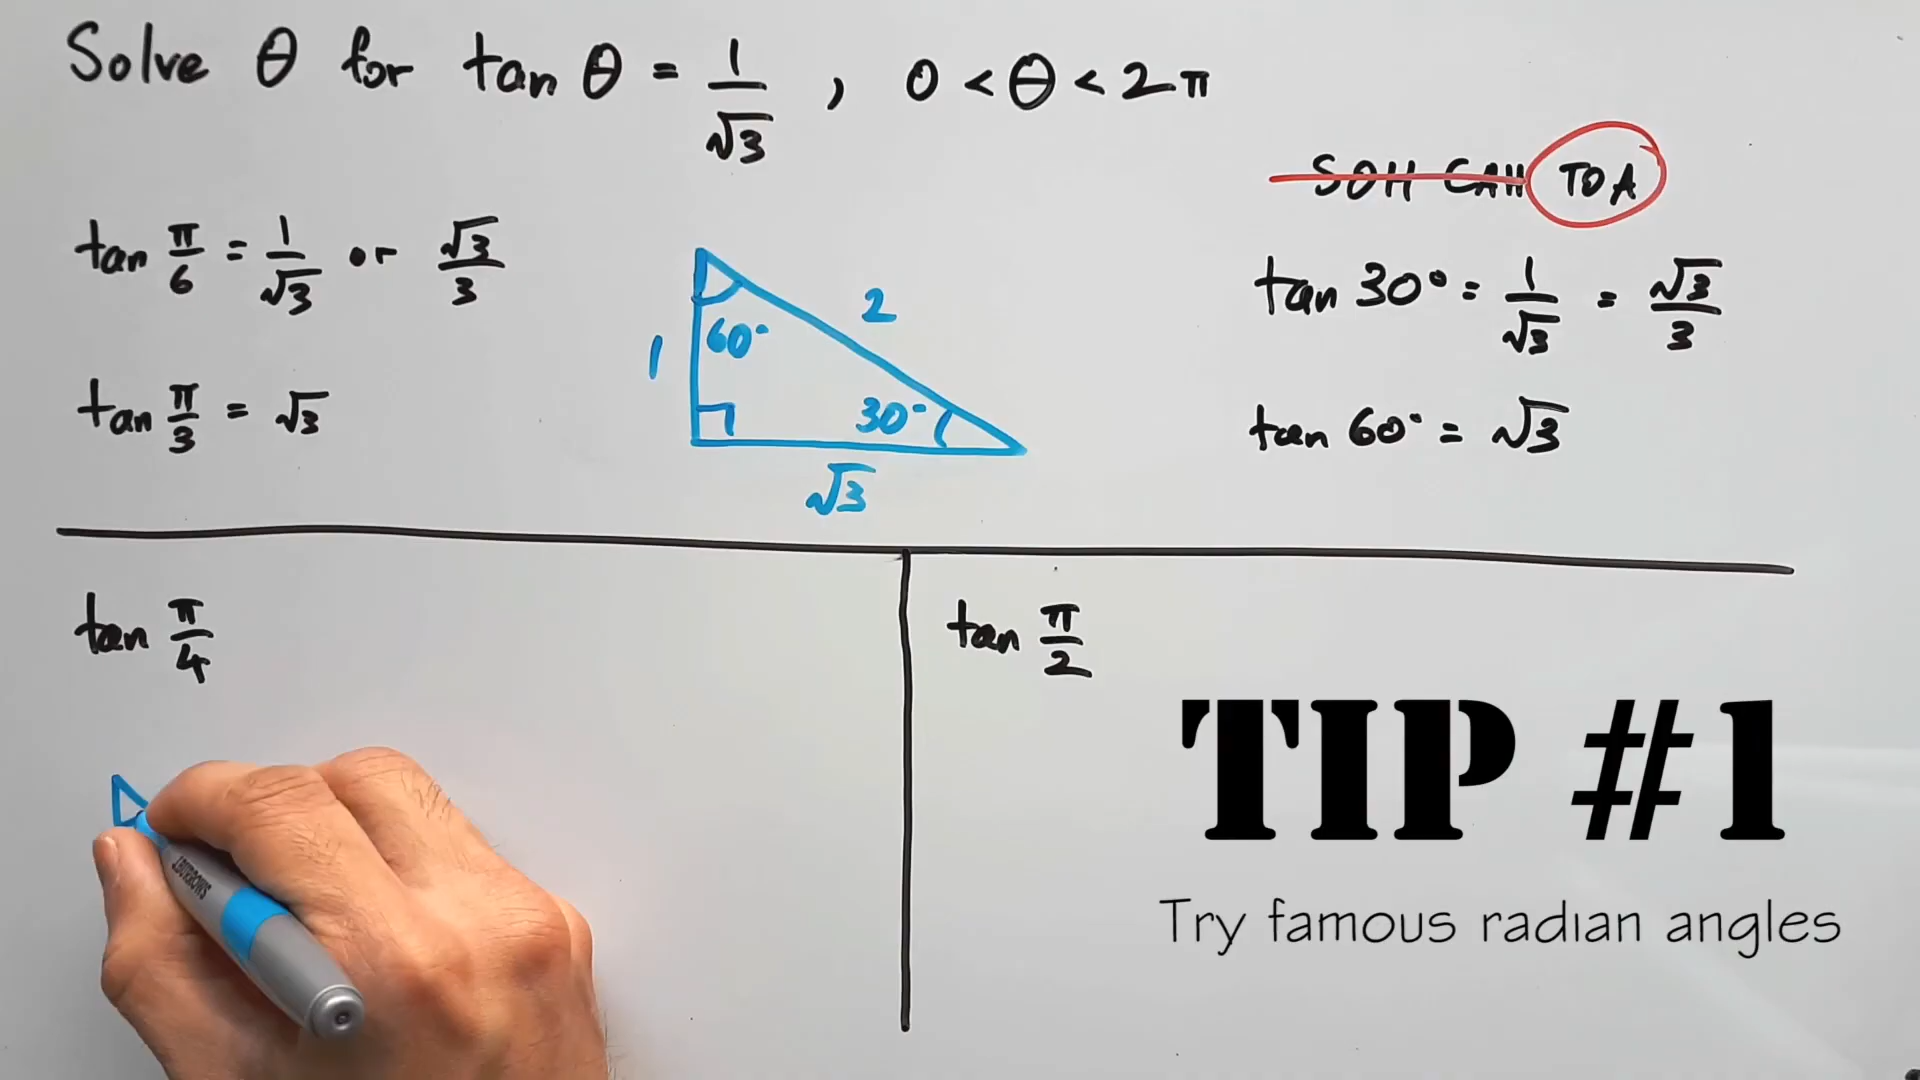 Solve θ for tan θ = 1/√3 , 0 < θ < 2π
SOH CAH TOA
tan π/6 = 1/√3 or √3/3
tan π/3 = √3
1
60°
2
30°
√3
tan 30° = 1/√3 = √3/3
tan 60° = √3
tan π/4
tan π/2
TIP #1
Try famous radian angles
J.BURROWS